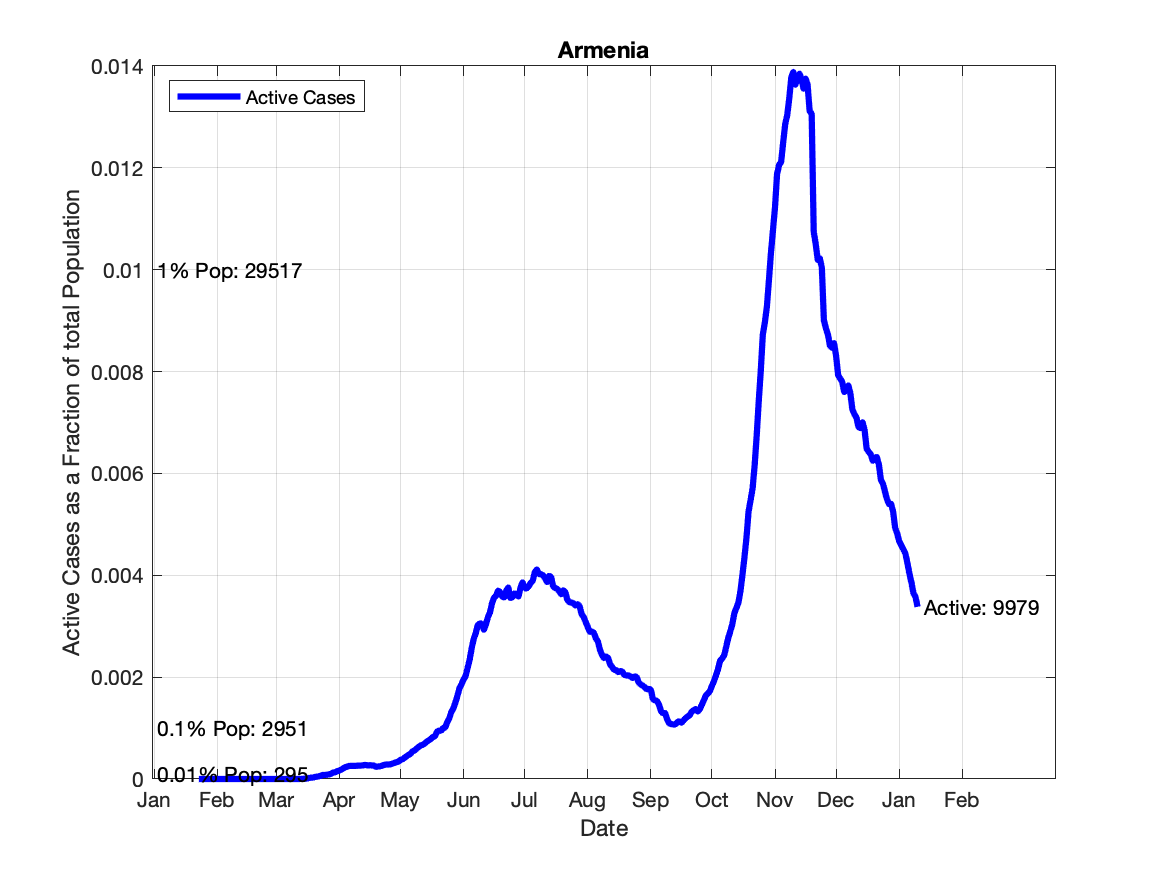 Armenia
0.014
Active Cases
0.012
1% Pop: 29517
0.01
0.008
0.006
0.004
Active: 9979
0.002
0.1% Pop: 2951
0.01% Pop: 295
0
Jan Feb Mar Apr May Jun Jul Aug Sep Oct Nov Dec Jan Feb
Date
Active Cases as a Fraction of total Population